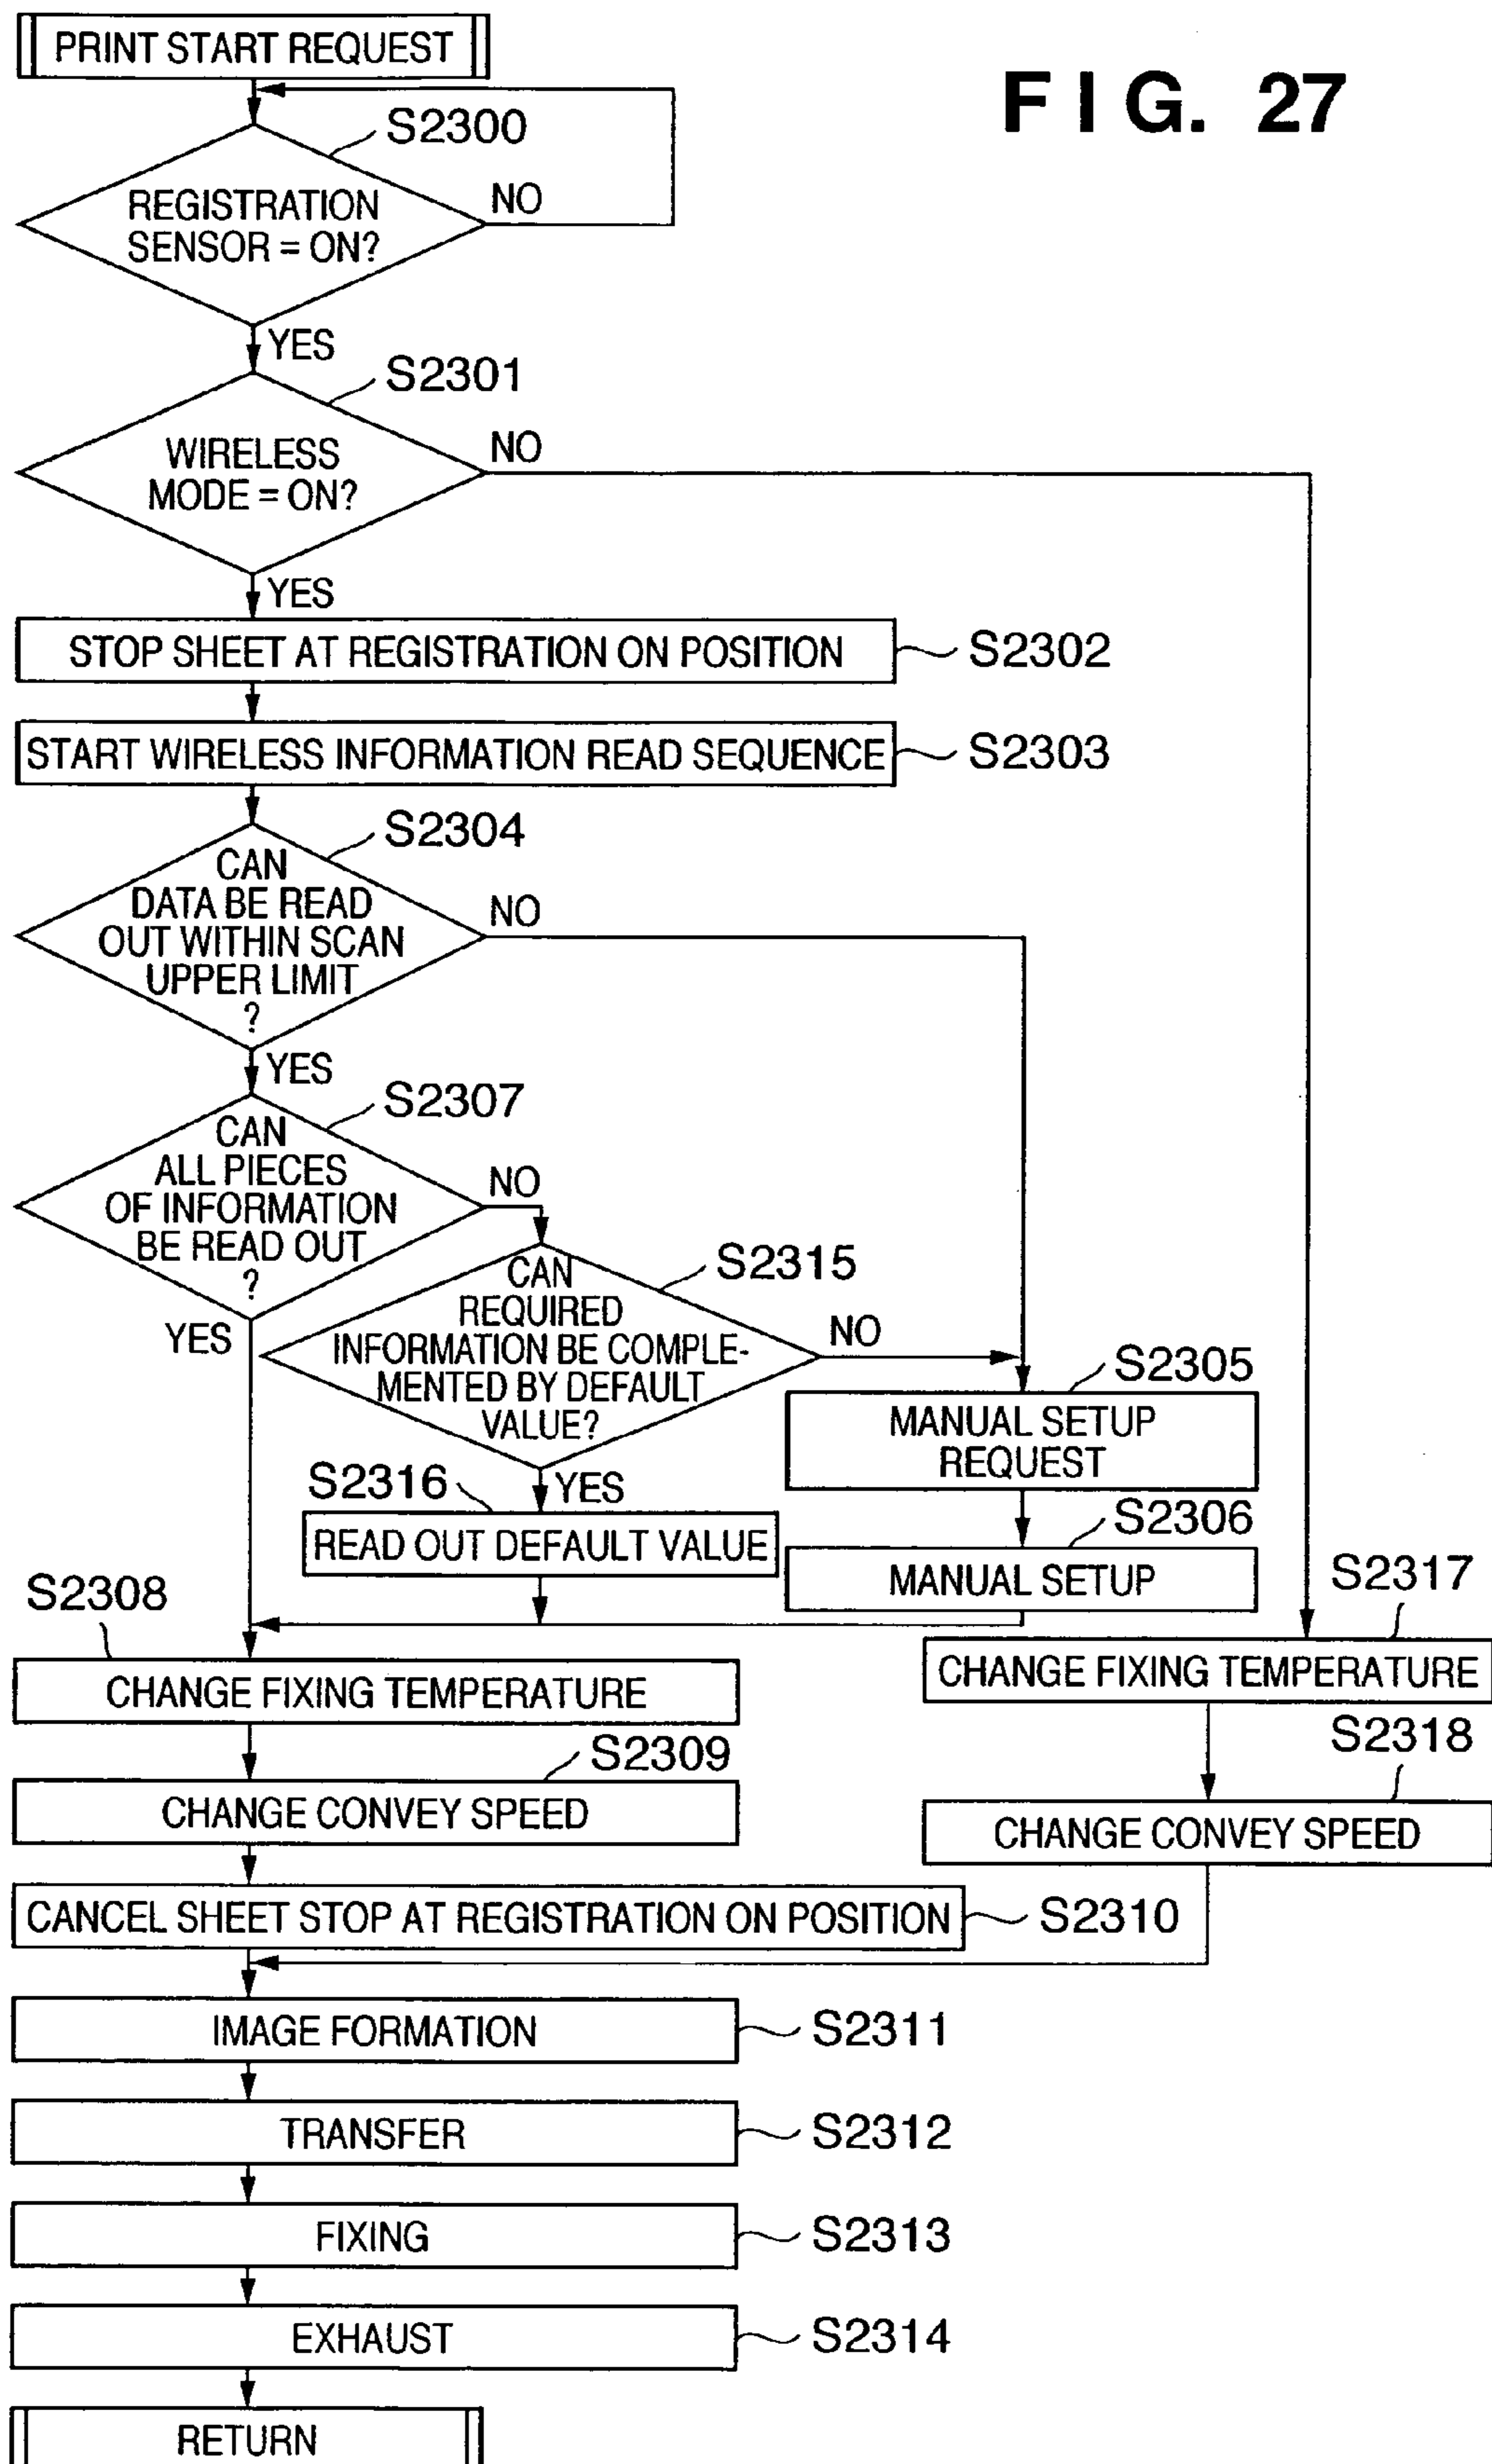 PRINT START REQUEST
FIG. 27
S2300
REGISTRATION
SENSOR = ON?
NO
YES
S2301
WIRELESS
MODE = ON?
NO
YES
STOP SHEET AT REGISTRATION ON POSITION
S2302
START WIRELESS INFORMATION READ SEQUENCE
S2303
S2304
CAN
DATA BE READ
OUT WITHIN SCAN
UPPER LIMIT
?
NO
YES
S2307
CAN
ALL PIECES
OF INFORMATION
BE READ OUT
?
NO
YES
S2315
CAN
REQUIRED
INFORMATION BE COMPLE-
MENTED BY DEFAULT
VALUE?
NO
YES
S2305
MANUAL SETUP
REQUEST
S2316
READ OUT DEFAULT VALUE
S2306
MANUAL SETUP
S2308
CHANGE FIXING TEMPERATURE
S2317
CHANGE FIXING TEMPERATURE
S2309
CHANGE CONVEY SPEED
S2318
CHANGE CONVEY SPEED
CANCEL SHEET STOP AT REGISTRATION ON POSITION
S2310
IMAGE FORMATION
S2311
TRANSFER
S2312
FIXING
S2313
EXHAUST
S2314
RETURN